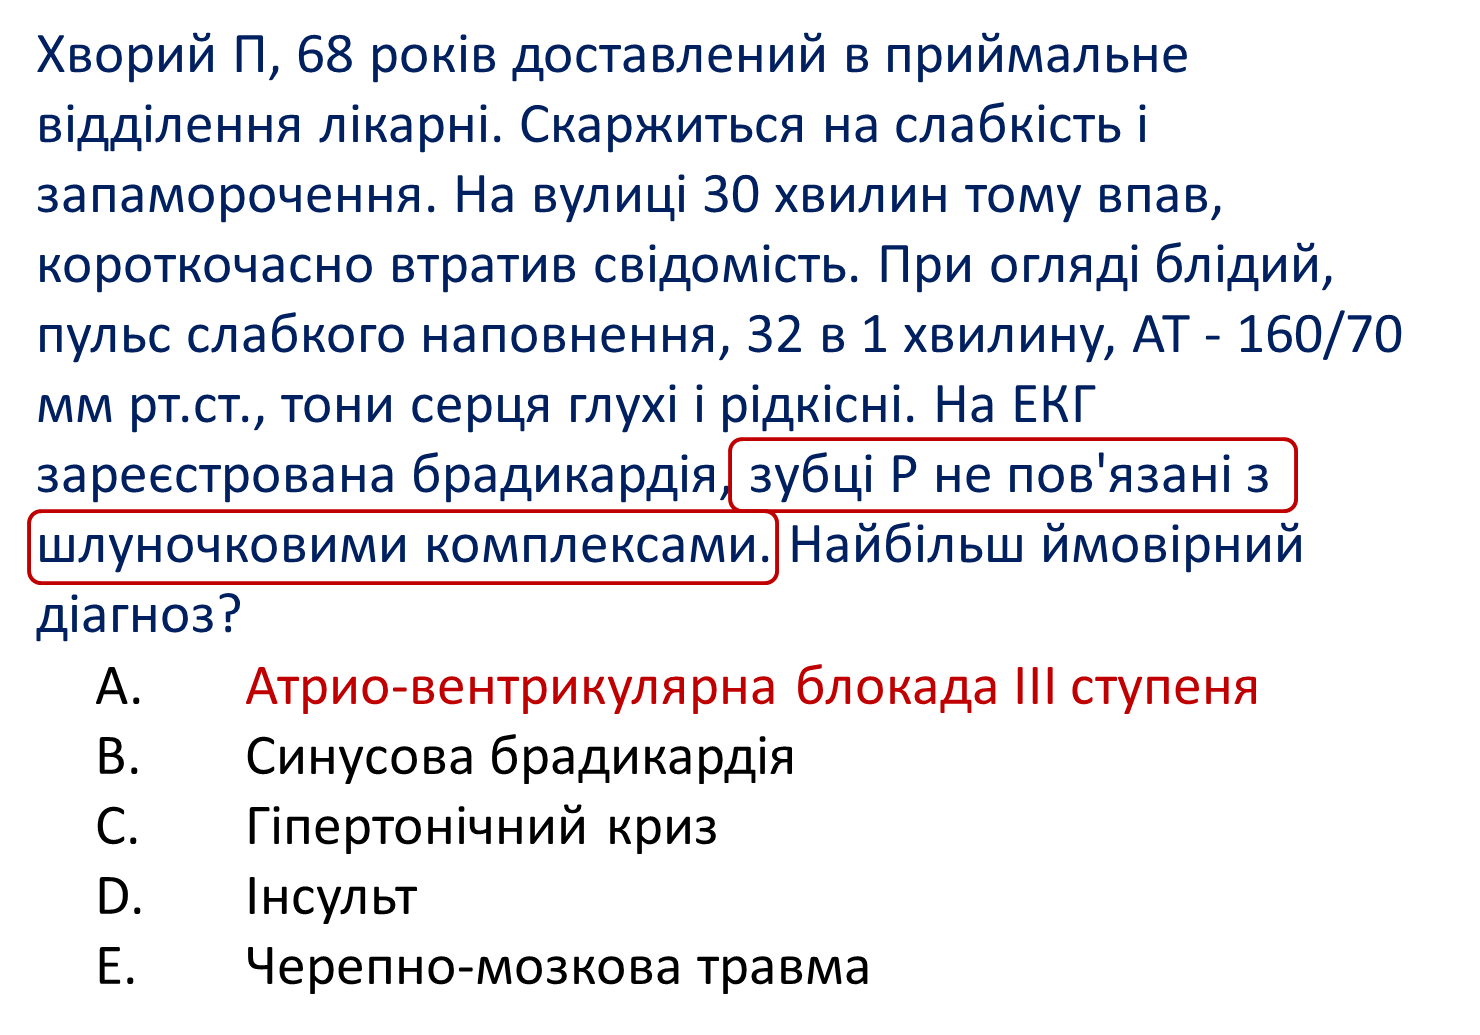 Хворий П, 68 років доставлений в приймальне
відділення лікарні. Скаржиться на слабкість і
запаморочення. На вулиці 30 хвилин тому впав,
короткочасно втратив свідомість. При огляді блідий,
пульс слабкого наповнення, 32 в 1 хвилину, АТ - 160/70
мм рт.ст., тони серця глухі і рідкісні. На ЕКГ
зареєстрована брадикардія, зубці Р не пов'язані з
шлуночковими комплексами. Найбільш ймовірний
діагноз?
A. Атрио-вентрикулярна блокада III ступеня
B. Синусова брадикардія
C. Гіпертонічний криз
D. Інсульт
E. Черепно-мозкова травма